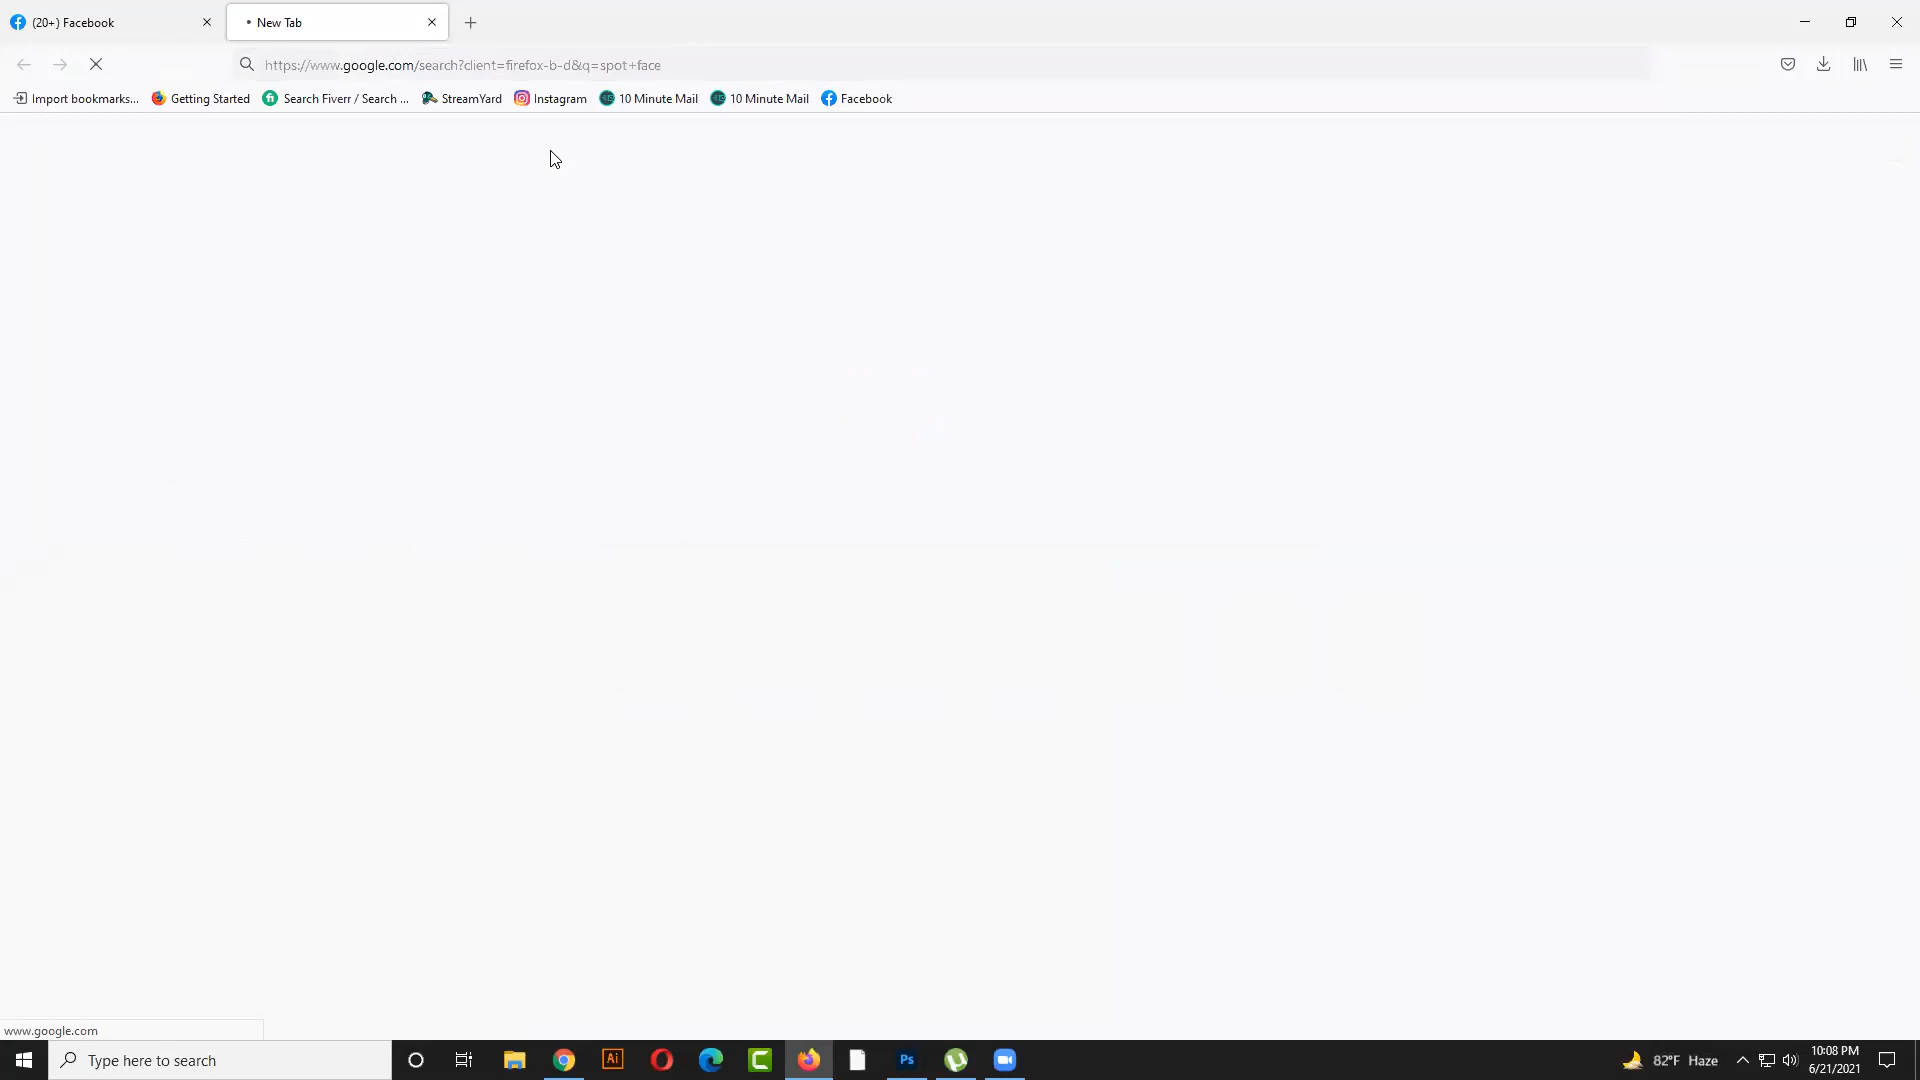 (20+) Facebook
New Tab
https://www.google.com/search?client=firefox-b-d&q=spot+face
Import bookmarks...
Getting Started
Search Fiverr / Search ...
StreamYard
Instagram
10 Minute Mail
10 Minute Mail
Facebook
www.google.com
Type here to search
Ai
Ps
82°F Haze
10:08 PM
6/21/2021